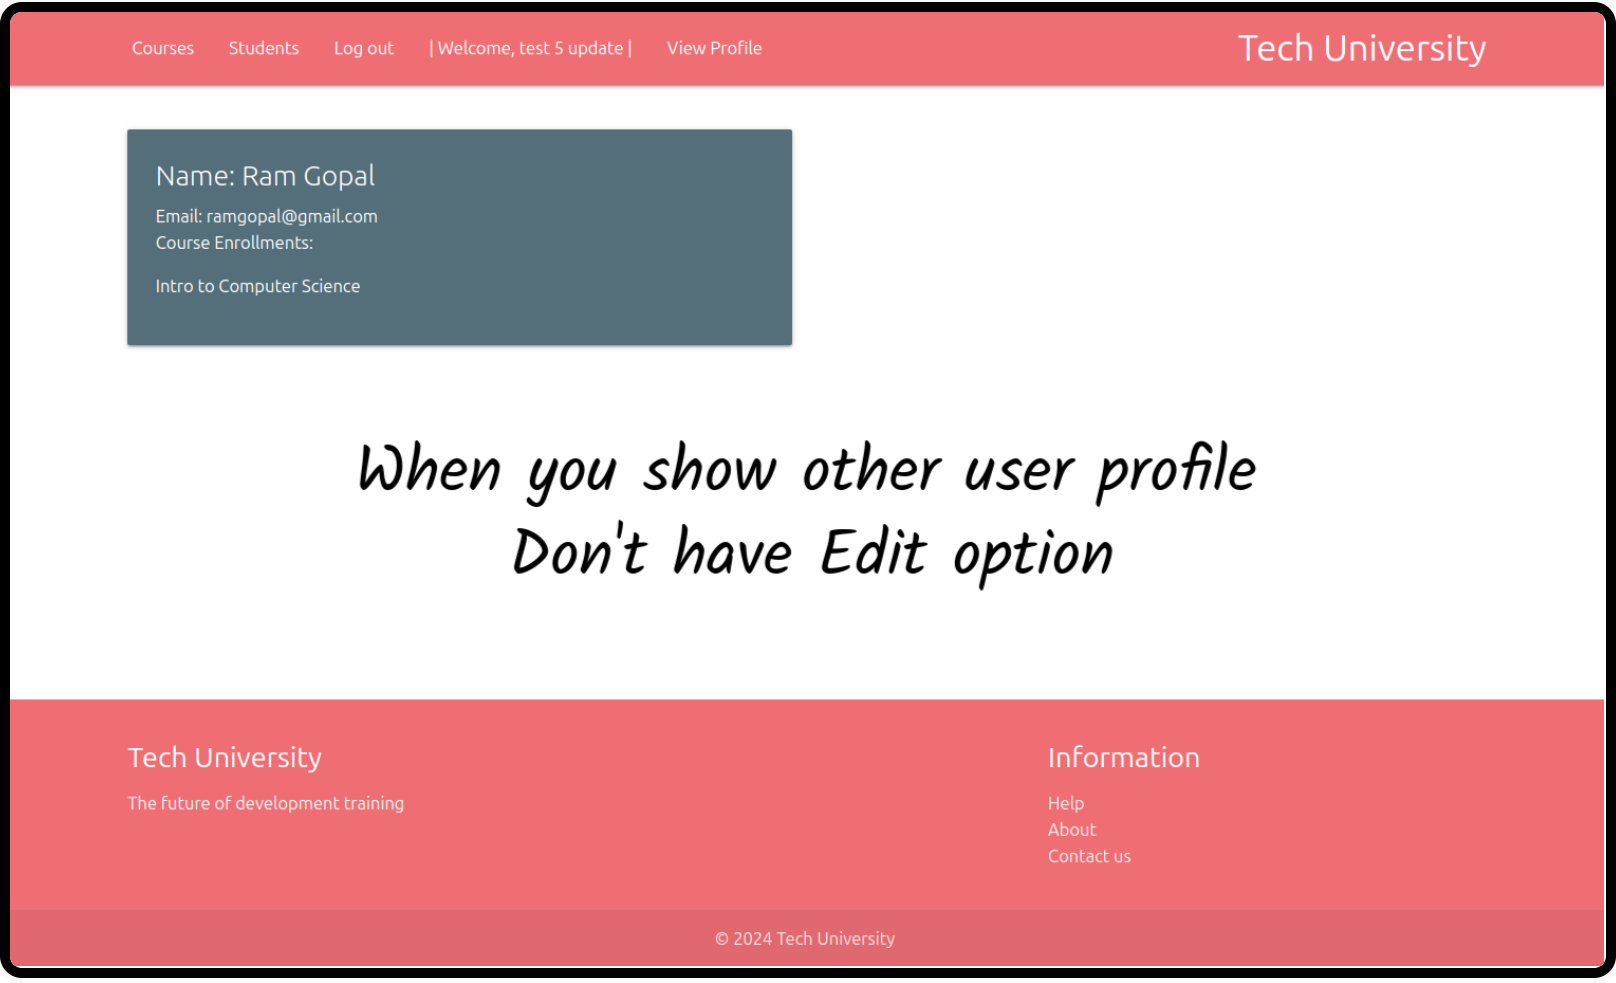 Courses Students Log out | Welcome, test 5 update | View Profile Tech University
Name: Ram Gopal
Email: ramgopal@gmail.com
Course Enrollments:
Intro to Computer Science
When you show other user profile
Don't have Edit option
Tech University
The future of development training
Information
Help
About
Contact us
© 2024 Tech University